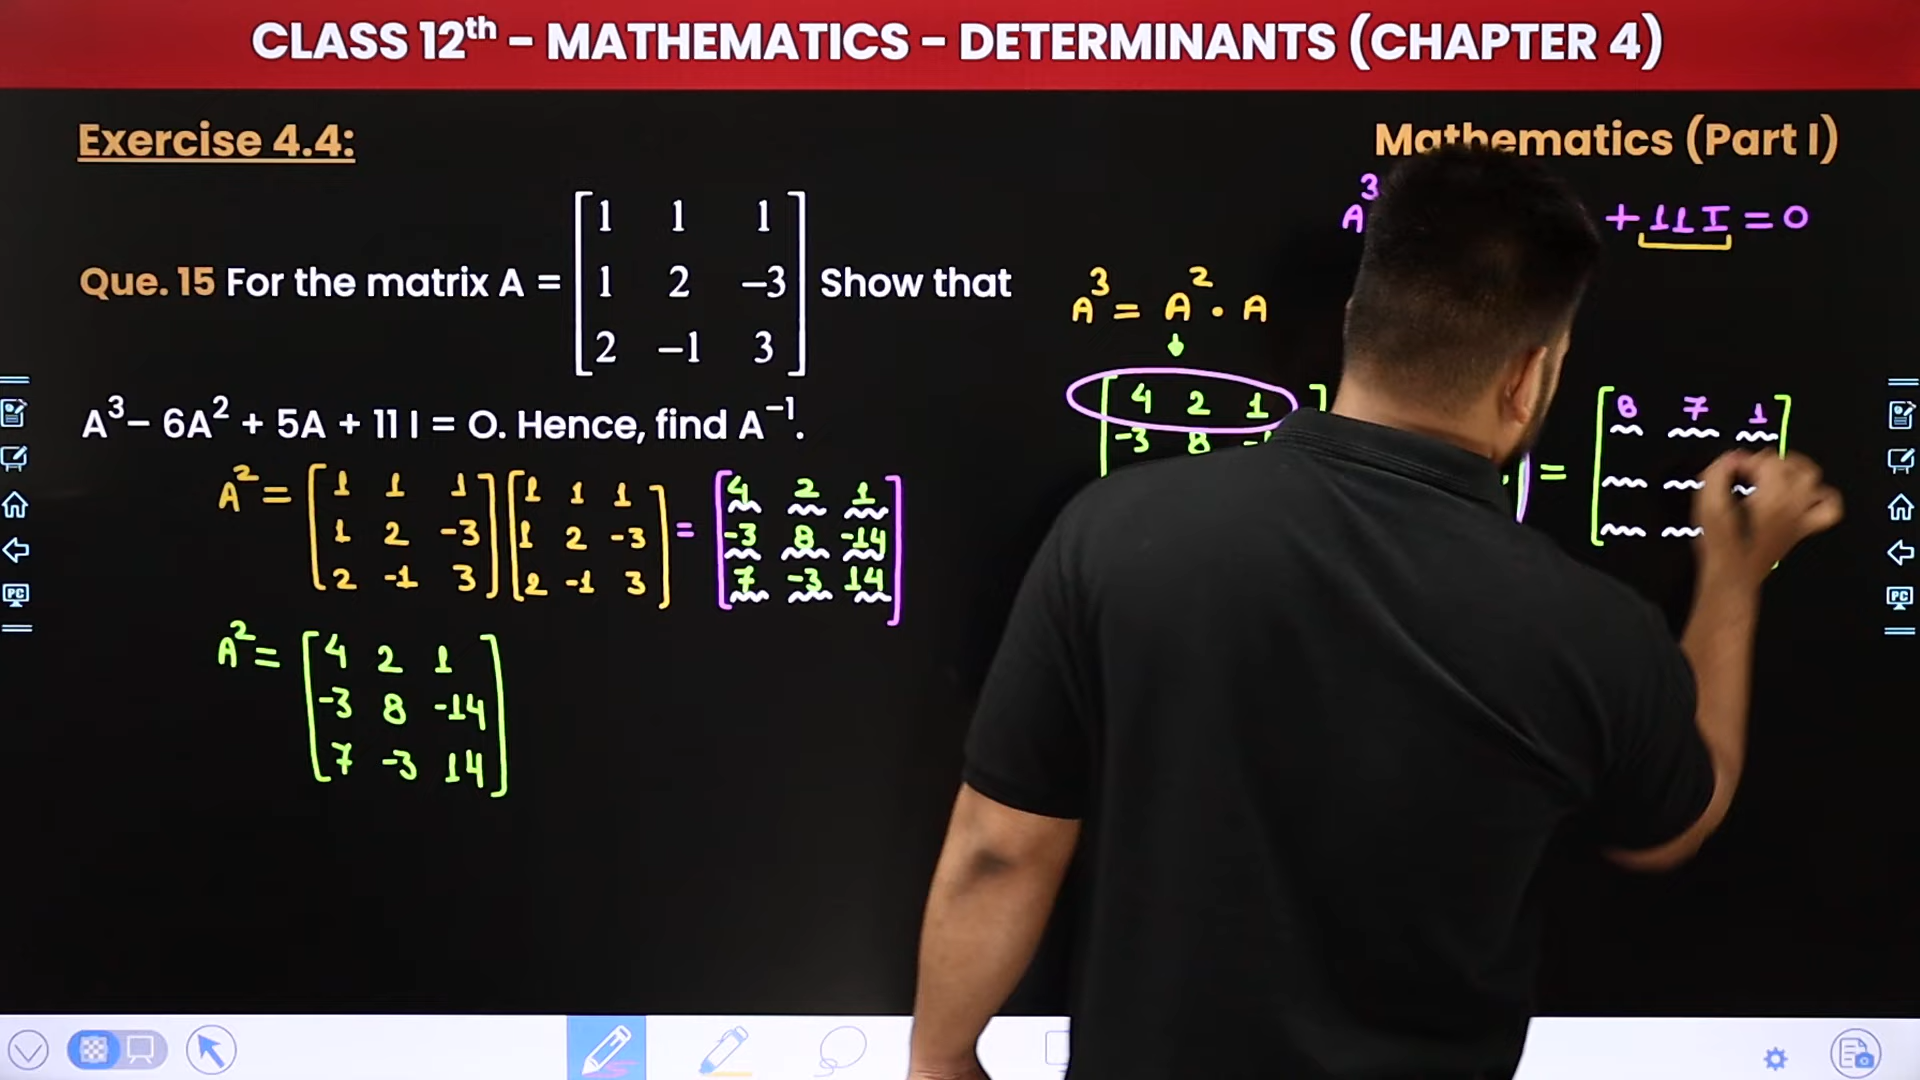 CLASS 12th - MATHEMATICS - DETERMINANTS (CHAPTER 4)
Exercise 4.4:
Mathematics (Part I)
Que. 15 For the matrix A = [1 1 1
1 2 −3
2 −1 3] Show that
A³− 6A² + 5A + 11 I = O. Hence, find A⁻¹.
A² = [1 1 1
1 2 -3
2 -1 3] [1 1 1
1 2 -3
2 -1 3] = [4 2 1
-3 8 -14
7 -3 14]
A² = [4 2 1
-3 8 -14
7 -3 14]
A³ + 11I = 0
A³ = A² . A
[4 2 1
-3 8
= [8 7 1]
PC
PC